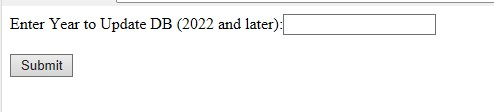 Enter Year to Update DB (2022 and later):
Submit